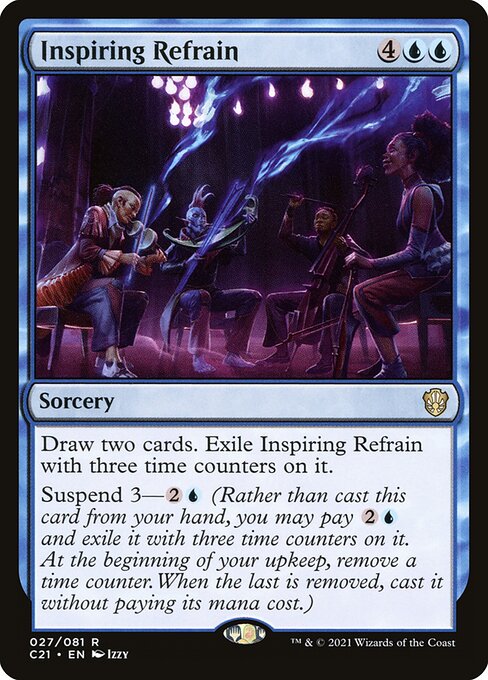 Inspiring Refrain 4
Sorcery
Draw two cards. Exile Inspiring Refrain
with three time counters on it.
Suspend 3—2 (Rather than cast this
card from your hand, you may pay 2
and exile it with three time counters on it.
At the beginning of your upkeep, remove a
time counter. When the last is removed, cast it
without paying its mana cost.)
027/081 R
C21 • EN Izzy
™ & © 2021 Wizards of the Coast